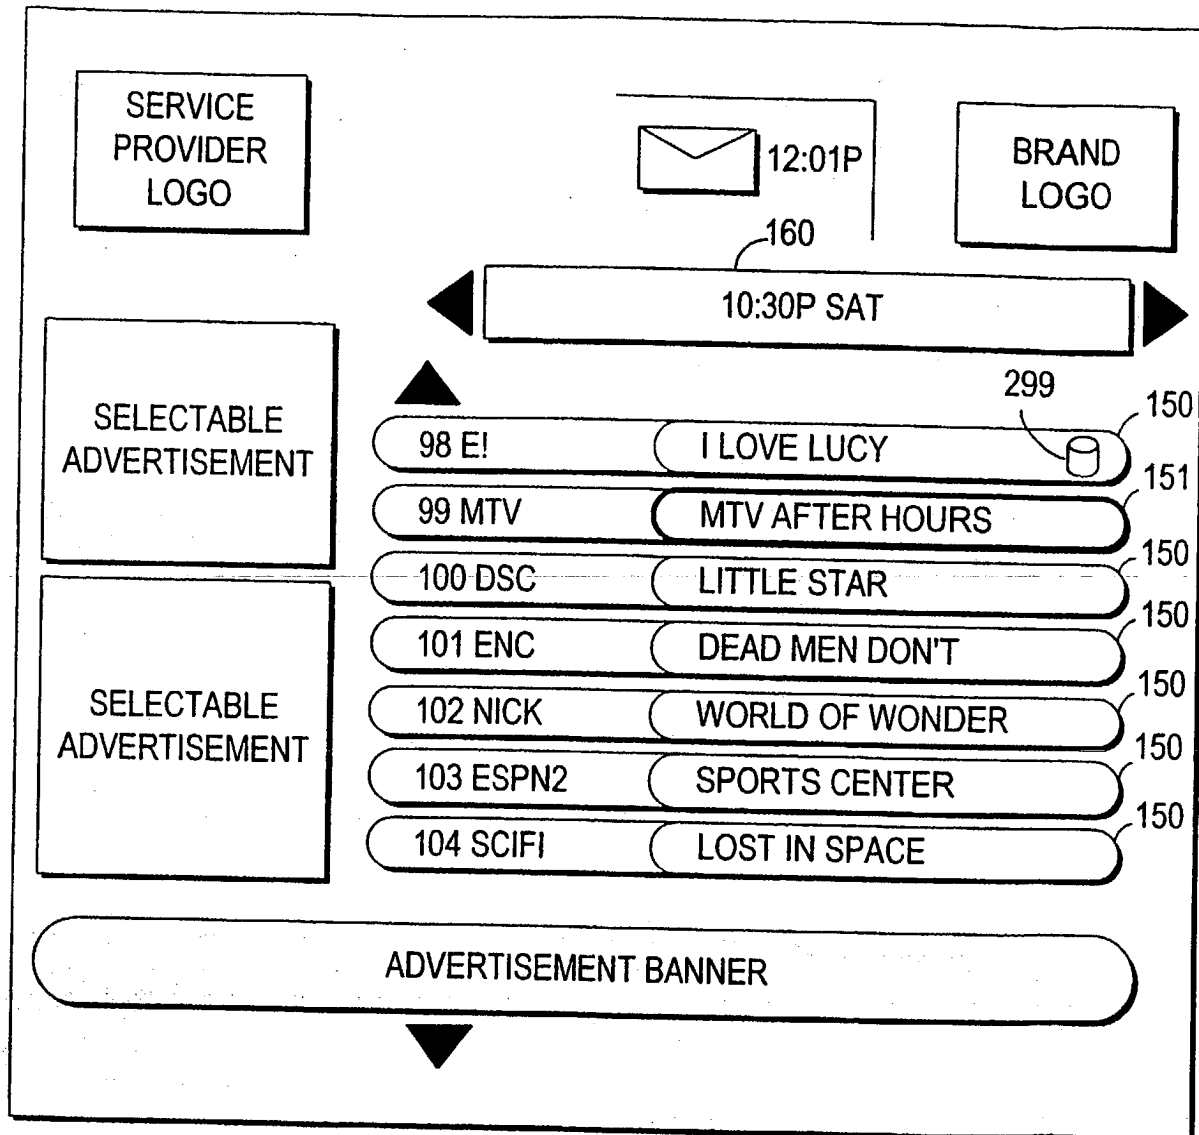 SERVICE
PROVIDER
LOGO
12:01P
BRAND
LOGO
160
10:30P SAT
299
SELECTABLE
ADVERTISEMENT
98 E! I LOVE LUCY 150
99 MTV MTV AFTER HOURS 151
100 DSC LITTLE STAR 150
101 ENC DEAD MEN DON'T 150
SELECTABLE
ADVERTISEMENT
102 NICK WORLD OF WONDER 150
103 ESPN2 SPORTS CENTER 150
104 SCIFI LOST IN SPACE 150
ADVERTISEMENT BANNER